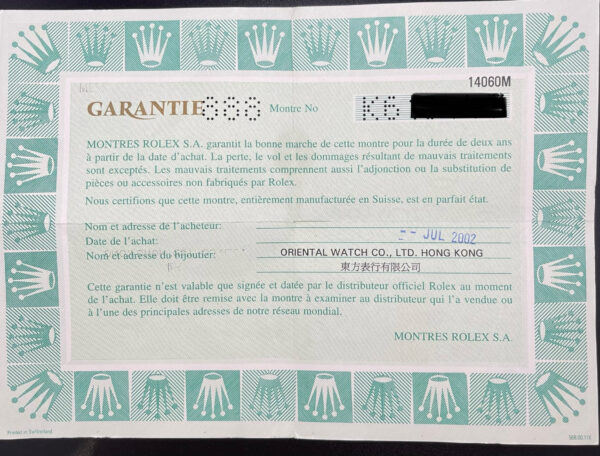 14060M
GARANTIE 888 Montre No K6
MONTRES ROLEX S.A. garantit la bonne marche de cette montre pour la durée de deux ans
à partir de la date d'achat. La perte, le vol et les dommages résultant de mauvais traitements
sont exceptés. Les mauvais traitements comprennent aussi l'adjonction ou la substitution de
pièces ou accessoires non fabriqués par Rolex.
Nous certifions que cette montre, entièrement manufacturée en Suisse, est en parfait état.
Nom et adresse de l'acheteur:
Date de l'achat: -- JUL 2002
Nom et adresse du bijoutier: ORIENTAL WATCH CO., LTD. HONG KONG
東方表行有限公司
Cette garantie n'est valable que signée et datée par le distributeur officiel Rolex au moment
de l'achat. Elle doit être remise avec la montre à examiner au distributeur qui l'a vendue ou
à l'une des principales adresses de notre réseau mondial.
MONTRES ROLEX S.A.
Printed in Switzerland